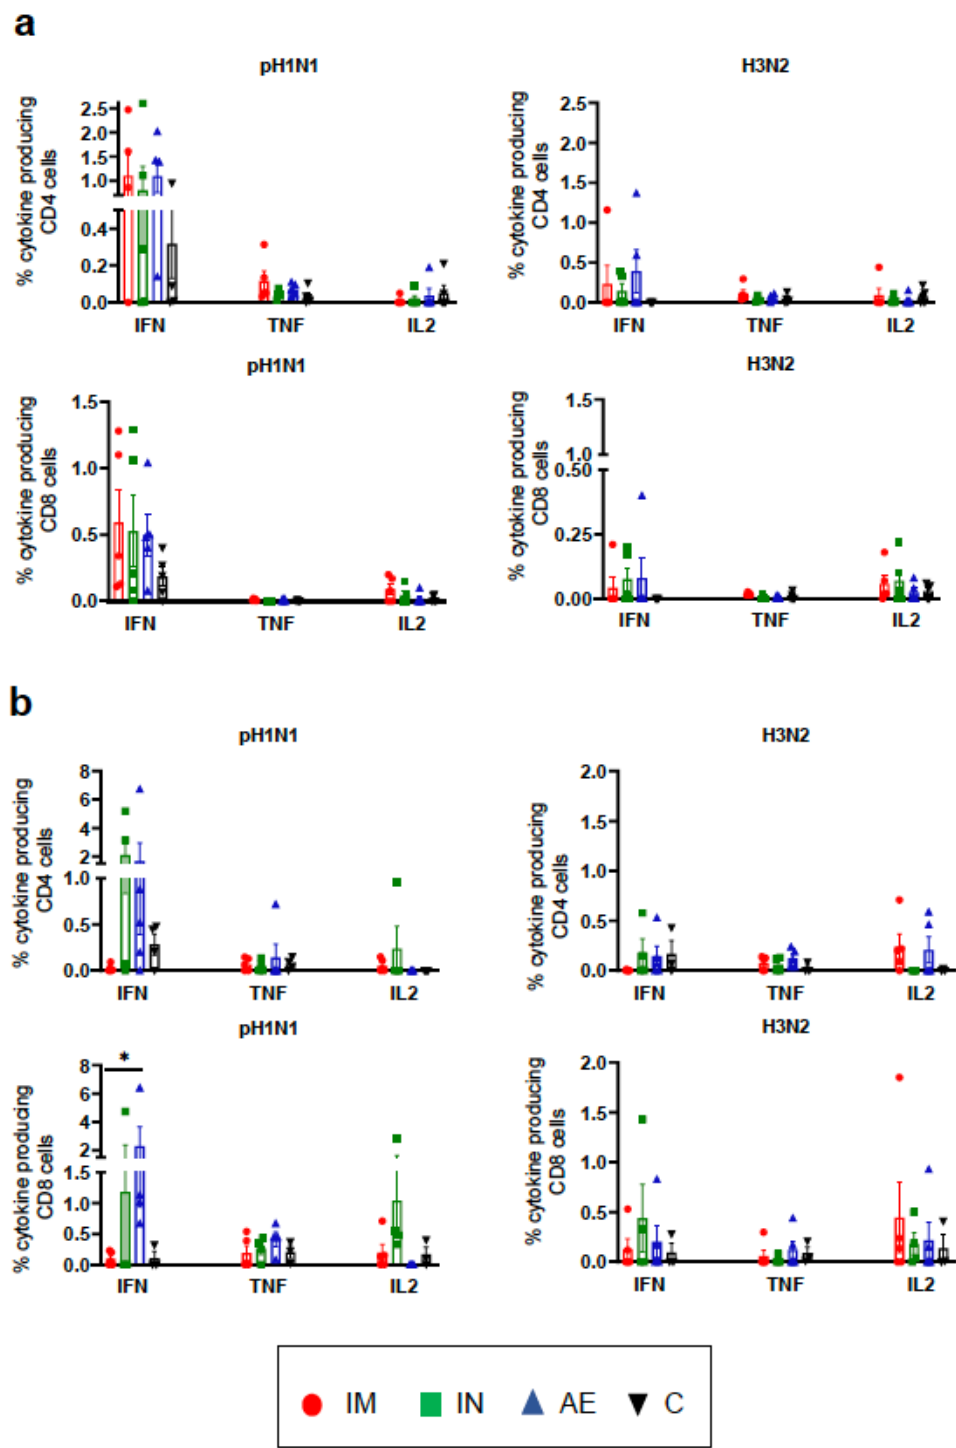 a
pH1N1
H3N2
% cytokine producing
CD4 cells
2.5
2.0
1.5
1.0
0.4
0.2
0.0
IFN
TNF
IL2
% cytokine producing
CD4 cells
2.5
2.0
1.5
1.0
0.5
0.0
IFN
TNF
IL2
pH1N1
H3N2
% cytokine producing
CD8 cells
1.5
1.0
0.5
0.0
IFN
TNF
IL2
% cytokine producing
CD8 cells
1.5
1.0
0.50
0.25
0.00
IFN
TNF
IL2
b
pH1N1
H3N2
% cytokine producing
CD4 cells
8
6
4
2
1.0
0.5
0.0
IFN
TNF
IL2
% cytokine producing
CD4 cells
2.0
1.5
1.0
0.5
0.0
IFN
TNF
IL2
pH1N1
H3N2
% cytokine producing
CD8 cells
8
6
4
2
1.5
1.0
0.5
0.0
*
IFN
TNF
IL2
% cytokine producing
CD8 cells
2.0
1.5
1.0
0.5
0.0
IFN
TNF
IL2
IM IN AE C